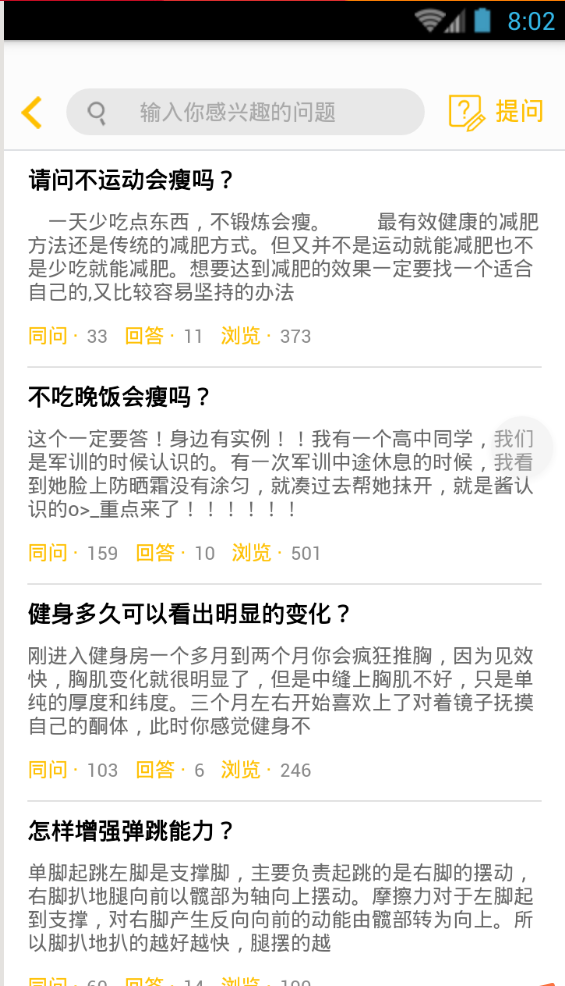 8:02
输入你感兴趣的问题
提问
请问不运动会瘦吗？
一天少吃点东西，不锻炼会瘦。 最有效健康的减肥
方法还是传统的减肥方式。但又并不是运动就能减肥也不
是少吃就能减肥。想要达到减肥的效果一定要找一个适合
自己的,又比较容易坚持的办法
同问 · 33 回答 · 11 浏览 · 373
不吃晚饭会瘦吗？
这个一定要答！身边有实例！！我有一个高中同学，我们
是军训的时候认识的。有一次军训中途休息的时候，我看
到她脸上防晒霜没有涂匀，就凑过去帮她抹开，就是酱认
识的o>_重点来了！！！！！！
同问 · 159 回答 · 10 浏览 · 501
健身多久可以看出明显的变化？
刚进入健身房一个多月到两个月你会疯狂推胸，因为见效
快，胸肌变化就很明显了，但是中缝上胸肌不好，只是单
纯的厚度和纬度。三个月左右开始喜欢上了对着镜子抚摸
自己的酮体，此时你感觉健身不
同问 · 103 回答 · 6 浏览 · 246
怎样增强弹跳能力？
单脚起跳左脚是支撑脚，主要负责起跳的是右脚的摆动，
右脚扒地腿向前以髋部为轴向上摆动。摩擦力对于左脚起
到支撑，对右脚产生反向向前的动能由髋部转为向上。所
以脚扒地扒的越好越快，腿摆的越
同问 · 回答 · 14 浏览 ·